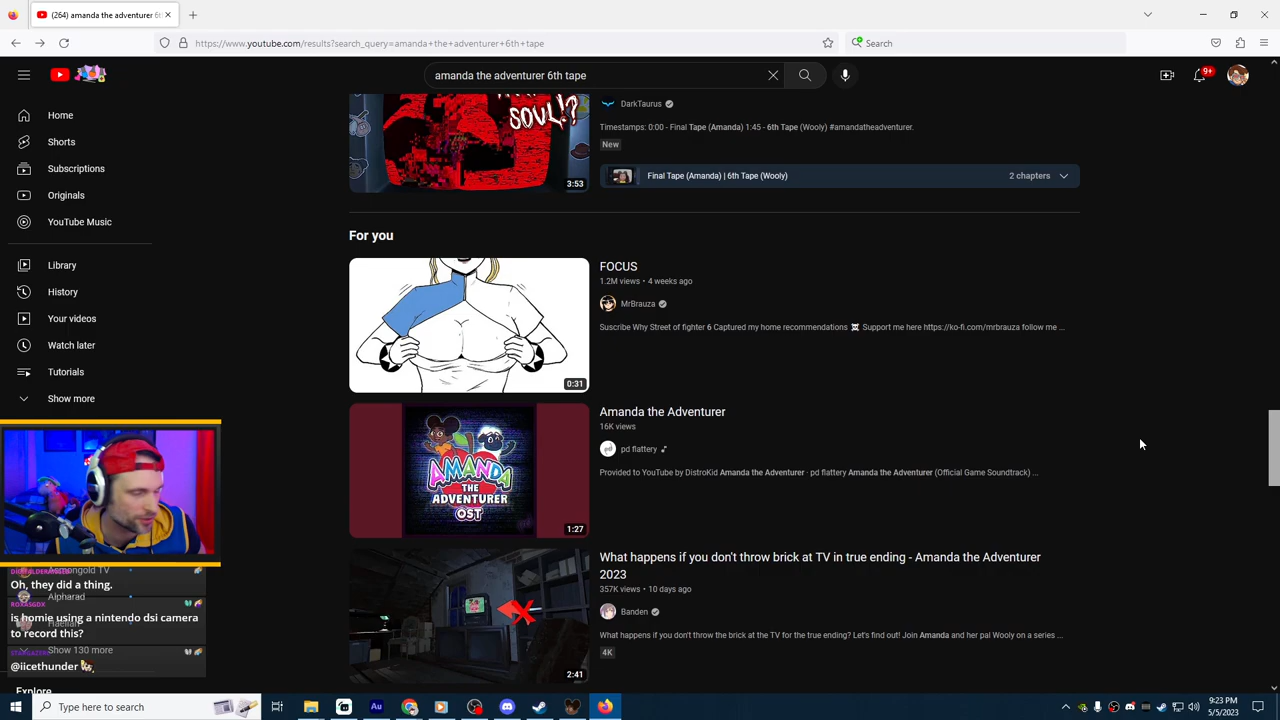 (264) amanda the adventurer 6t
https://www.youtube.com/results?search_query=amanda+the+adventurer+6th+tape
Search
amanda the adventurer 6th tape
9+
Home
Shorts
Subscriptions
Originals
YouTube Music
Library
History
Your videos
Watch later
Tutorials
Show more
SOUL!?
3:53
DarkTaurus
Timestamps: 0:00 - Final Tape (Amanda) 1:45 - 6th Tape (Wooly) #amandatheadventurer.
New
Final Tape (Amanda) | 6th Tape (Wooly)
2 chapters
For you
0:31
FOCUS
1.2M views • 4 weeks ago
MrBrauza
Suscribe Why Street of fighter 6 Captured my home recommendations ☠ Support me here https://ko-fi.com/mrbrauza follow me ...
AMANDA
THE
ADVENTURER
OST
1:27
Amanda the Adventurer
16K views
pd flattery
Provided to YouTube by DistroKid Amanda the Adventurer · pd flattery Amanda the Adventurer (Official Game Soundtrack) ...
2:41
What happens if you don't throw brick at TV in true ending - Amanda the Adventurer
2023
357K views • 10 days ago
Banden
What happens if you don't throw the brick at the TV for the true ending? Let's find out! Join Amanda and her pal Wooly on a series ...
4K
Asmongold TV
Oh, they did a thing.
Alpharad
ROXASGDX
is homie using a nintendo dsi camera
to record this?
Show 130 more
@iicethunder
Explore
Type here to search
Au
9:23 PM
5/5/2023